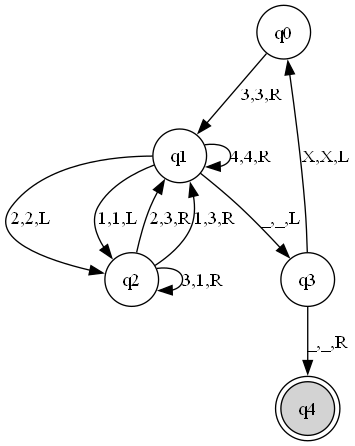 q0
3,3,R
q1
4,4,R
X,X,L
2,2,L
1,1,L
2,3,R
1,3,R
_,_,L
q2
3,1,R
q3
_,_,R
q4